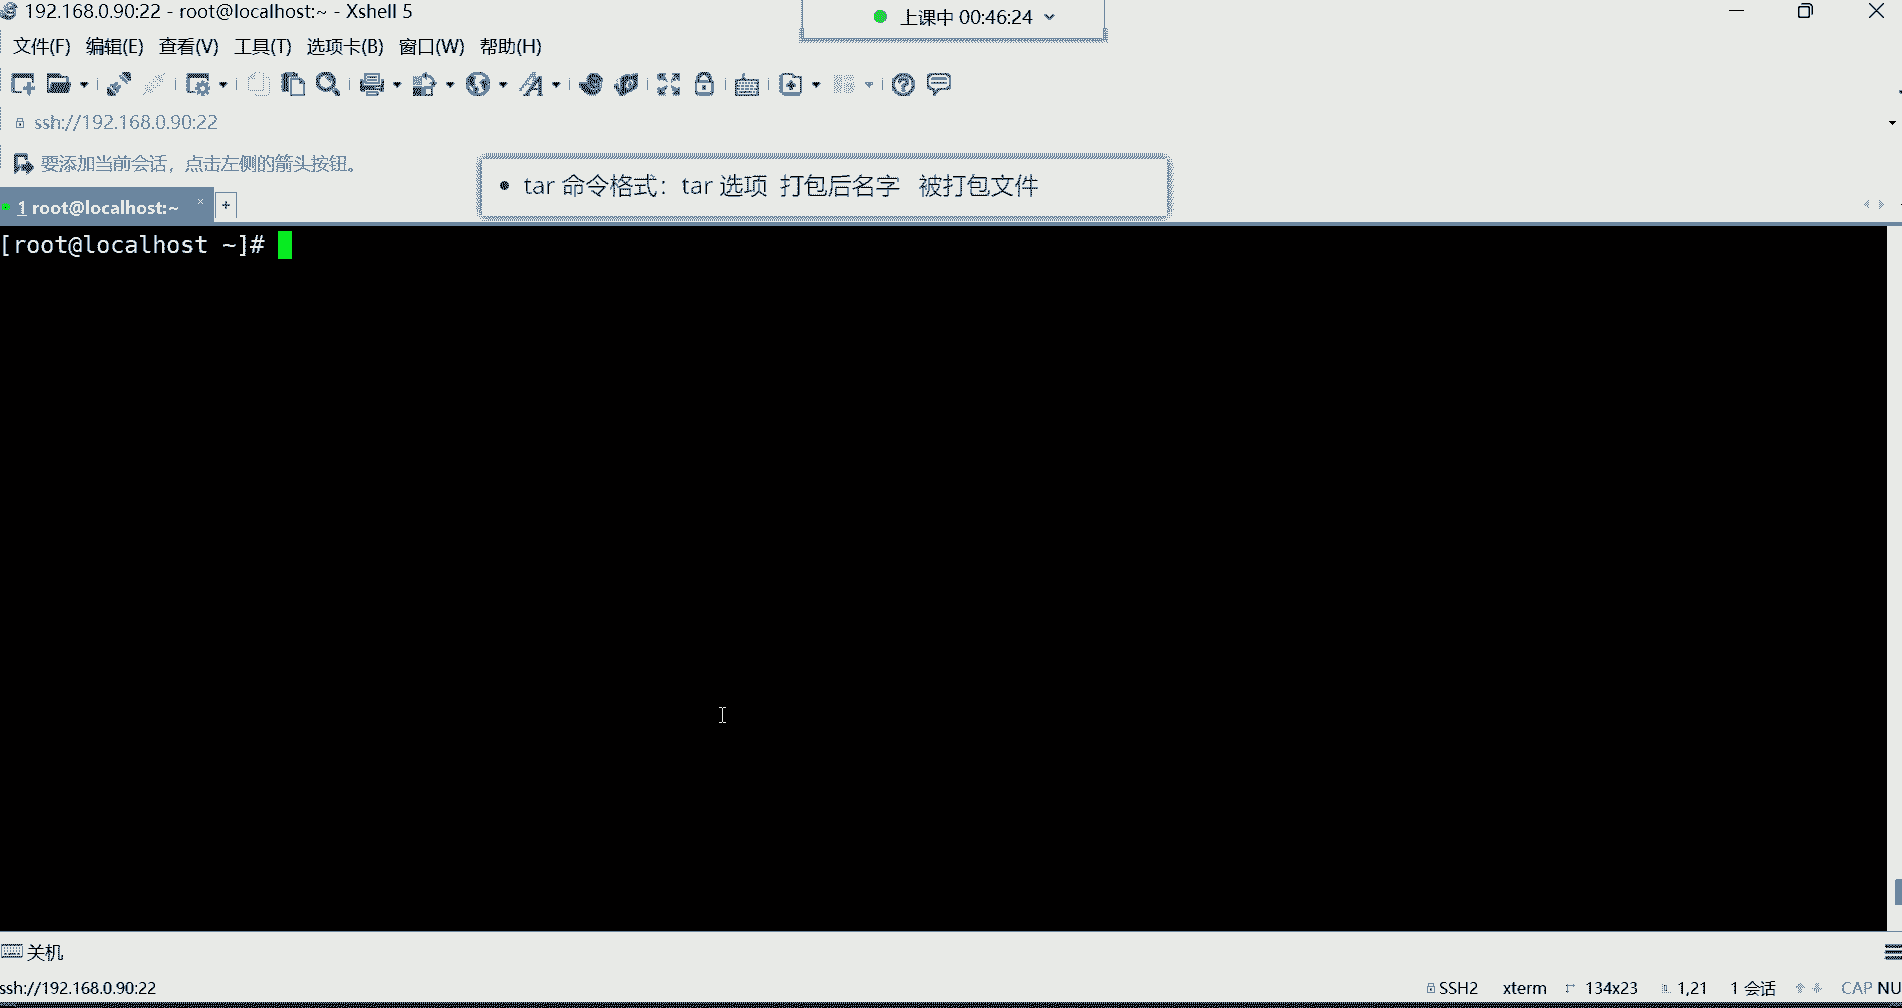 192.168.0.90:22 - root@localhost:~ - Xshell 5
上课中 00:46:24
文件(F) 编辑(E) 查看(V) 工具(T) 选项卡(B) 窗口(W) 帮助(H)
ssh://192.168.0.90:22
要添加当前会话，点击左侧的箭头按钮。
• tar 命令格式：tar 选项 打包后名字 被打包文件
1 root@localhost:~ × +
[root@localhost ~]#
关机
ssh://192.168.0.90:22 SSH2 xterm 134x23 1,21 1 会话 CAP NU